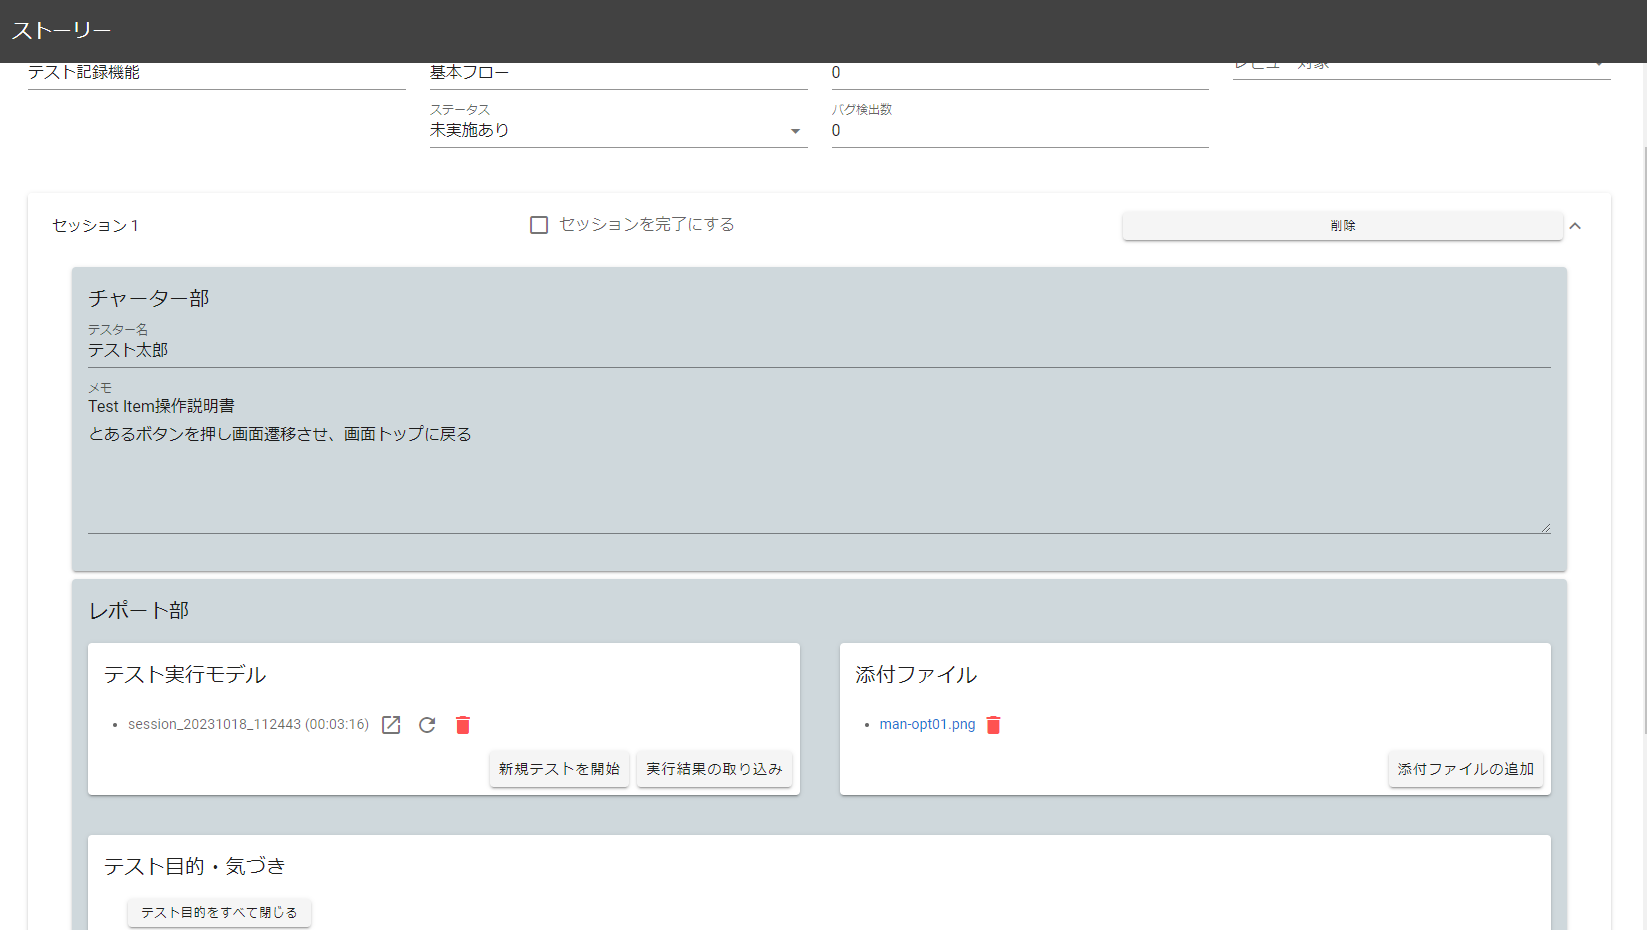 ストーリー
テスト記録機能
基本フロー
0
レビュー対象
ステータス
未実施あり
バグ検出数
0
セッション1
セッションを完了にする
削除
チャーター部
テスター名
テスト太郎
メモ
Test Item操作説明書
とあるボタンを押し画面遷移させ、画面トップに戻る
レポート部
テスト実行モデル
session_20231018_112443 (00:03:16)
新規テストを開始
実行結果の取り込み
添付ファイル
man-opt01.png
添付ファイルの追加
テスト目的・気づき
テスト目的をすべて閉じる